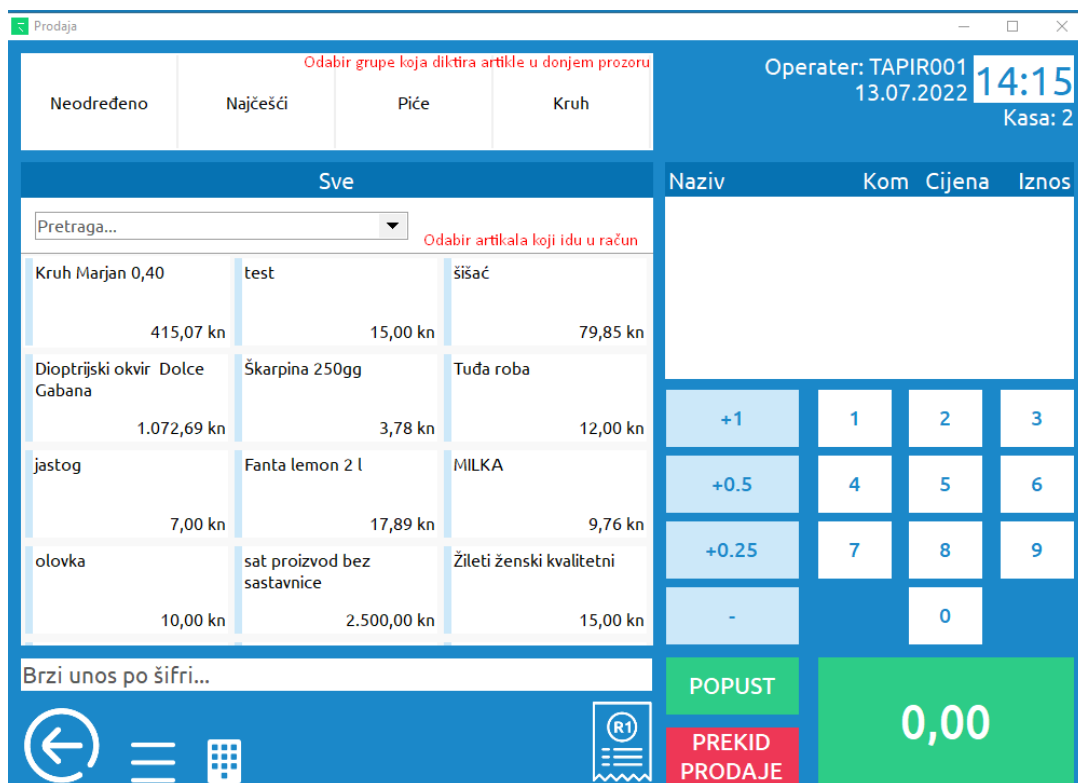 Prodaja
Odabir grupe koja diktira artikle u donjem prozoru
Neodređeno Najčešći Piće Kruh
Operater: TAPIR001
13.07.2022
14:15
Kasa: 2
Sve
Pretraga...
Odabir artikala koji idu u račun
Kruh Marjan 0,40
415,07 kn
test
15,00 kn
šišać
79,85 kn
Dioptrijski okvir Dolce
Gabana
1.072,69 kn
Škarpina 250gg
3,78 kn
Tuđa roba
12,00 kn
jastog
7,00 kn
Fanta lemon 2 l
17,89 kn
MILKA
9,76 kn
olovka
10,00 kn
sat proizvod bez
sastavnice
2.500,00 kn
Žileti ženski kvalitetni
15,00 kn
Brzi unos po šifri...
R1
Naziv Kom Cijena Iznos
+1 1 2 3
+0.5 4 5 6
+0.25 7 8 9
- 0
POPUST
PREKID
PRODAJE
0,00